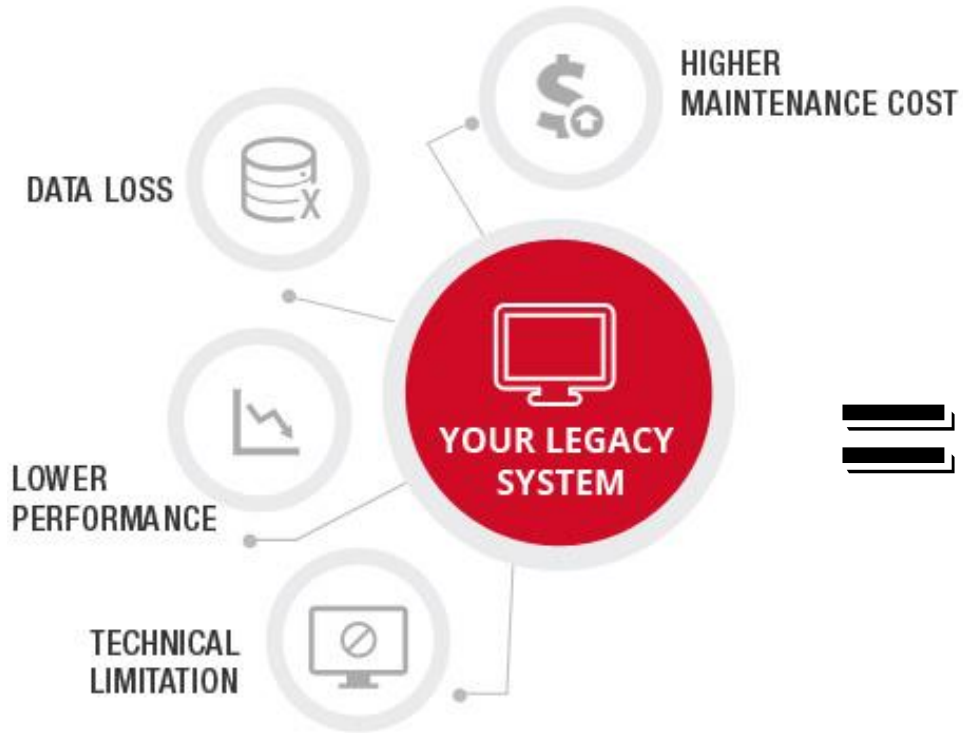 HIGHER
MAINTENANCE COST
DATA LOSS
X
YOUR LEGACY
SYSTEM
LOWER
PERFORMANCE
TECHNICAL
LIMITATION